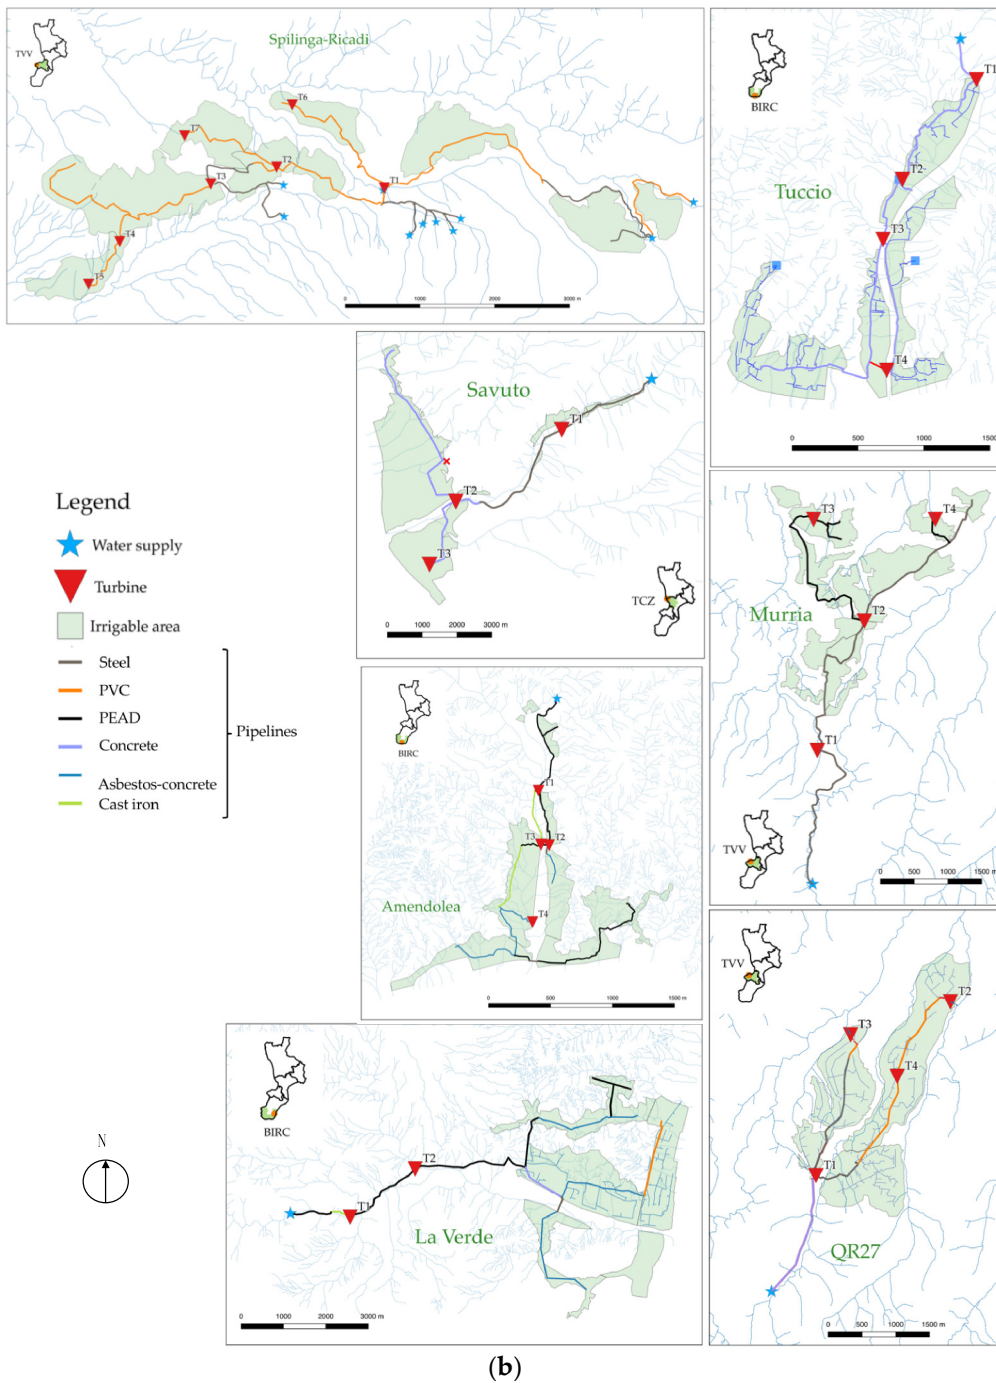 Spilinga-Ricadi
TVV
T6
T7
T2
T3
T1
T4
T5
0 1000 2000 3000 m
BIRC
T1
T2
Tuccio
T3
T4
0 500 1000 1500
Savuto
T1
T2
T3
TCZ
0 1000 2000 3000 m
Legend
Water supply
Turbine
Irrigable area
Steel
PVC
PEAD
Concrete
Asbestos-concrete
Cast iron
Pipelines
T3
T4
Murria
T2
T1
TVV
0 500 1000 1500 m
BIRC
T1
T3
T2
Amendolea
T4
0 500 1000 1500 m
TVV
T2
T3
T4
T1
QR27
0 500 1000 1500 m
BIRC
N
T2
T1
La Verde
0 1000 2000 3000 m
(b)